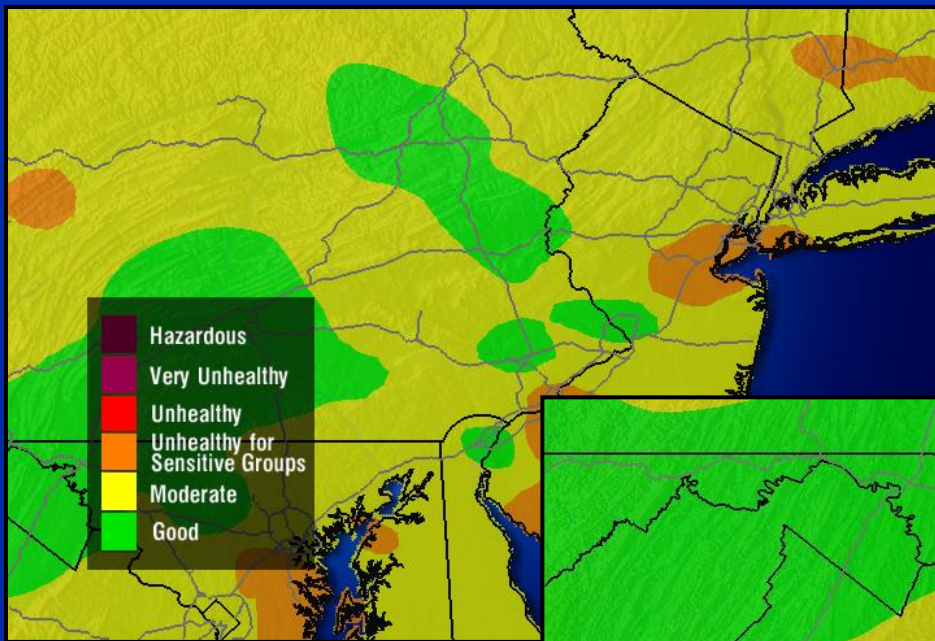 Hazardous
Very Unhealthy
Unhealthy
Unhealthy for
Sensitive Groups
Moderate
Good